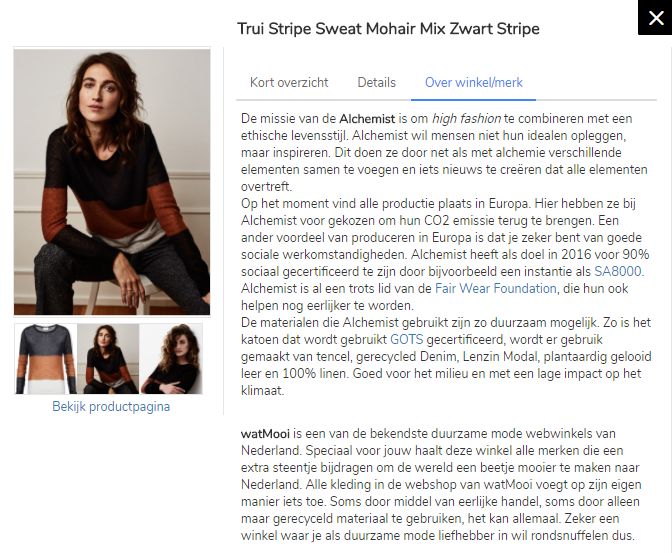 Trui Stripe Sweat Mohair Mix Zwart Stripe
Kort overzicht Details Over winkel/merk
De missie van de Alchemist is om high fashion te combineren met een
ethische levensstijl. Alchemist wil mensen niet hun idealen opleggen,
maar inspireren. Dit doen ze door net als met alchemie verschillende
elementen samen te voegen en iets nieuws te creëren dat alle elementen
overtreft.
Op het moment vind alle productie plaats in Europa. Hier hebben ze bij
Alchemist voor gekozen om hun CO2 emissie terug te brengen. Een
ander voordeel van produceren in Europa is dat je zeker bent van goede
sociale werkomstandigheden. Alchemist heeft als doel in 2016 voor 90%
sociaal gecertificeerd te zijn door bijvoorbeeld een instantie als SA8000.
Alchemist is al een trots lid van de Fair Wear Foundation, die hun ook
helpen nog eerlijker te worden.
De materialen die Alchemist gebruikt zijn zo duurzaam mogelijk. Zo is het
katoen dat wordt gebruikt GOTS gecertificeerd, wordt er gebruik
gemaakt van tencel, gerecycled Denim, Lenzin Modal, plantaardig gelooid
leer en 100% linen. Goed voor het milieu en met een lage impact op het
klimaat.
Bekijk productpagina
watMooi is een van de bekendste duurzame mode webwinkels van
Nederland. Speciaal voor jouw haalt deze winkel alle merken die een
extra steentje bijdragen om de wereld een beetje mooier te maken naar
Nederland. Alle kleding in de webshop van watMooi voegt op zijn eigen
manier iets toe. Soms door middel van eerlijke handel, soms door alleen
maar gerecyceld materiaal te gebruiken, het kan allemaal. Zeker een
winkel waar je als duurzame mode liefhebber in wil rondsnuffelen dus.